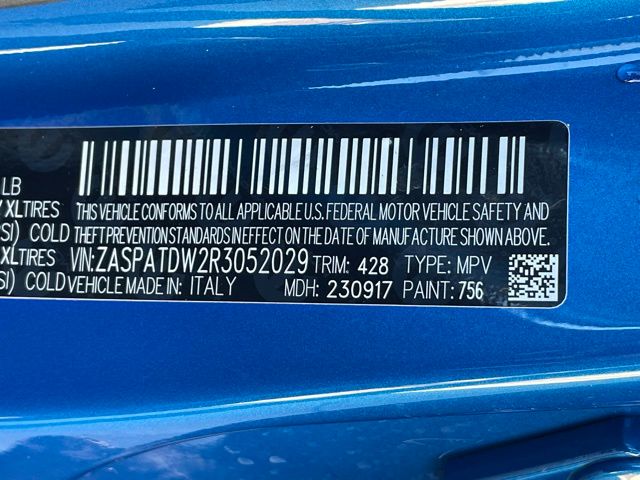 LB
XLTIRES THIS VEHICLE CONFORMS TO ALL APPLICABLE U.S. FEDERAL MOTOR VEHICLE SAFETY AND
SI) COLD THEFT PREVENTION STANDARDS IN EFFECT ON THE DATE OF MANUFACTURE SHOWN ABOVE.
XLTIRES VIN:ZASPATDW2R3052029 TRIM: 428 TYPE: MPV
SI) COLD VEHICLE MADE IN: ITALY MDH: 230917 PAINT: 756